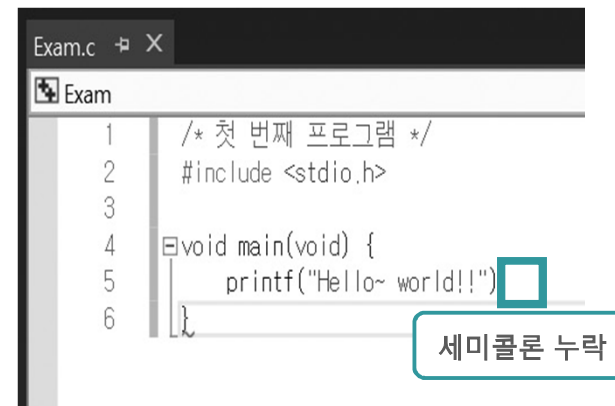 Exam.c
Exam
1 /* 첫 번째 프로그램 */
2 #include <stdio.h>
3
4 void main(void) {
5 printf("Hello~ world!!")
6 }
세미콜론 누락